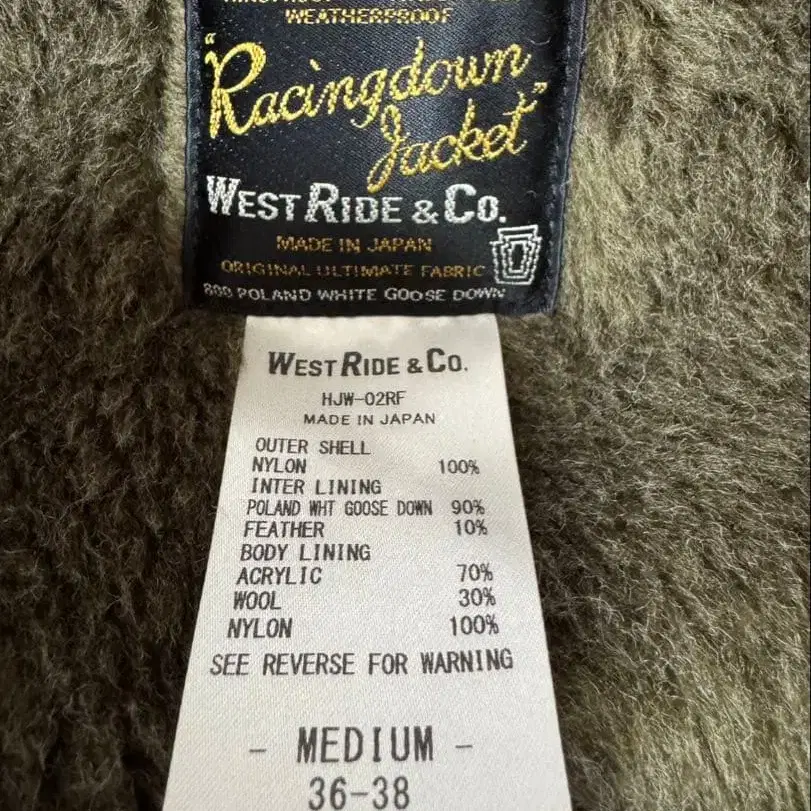 WEATHERPROOF
"Racingdown
Jacket"
WEST RIDE & CO.
MADE IN JAPAN
ORIGINAL ULTIMATE FABRIC
800 POLAND WHITE GOOSE DOWN
WEST RIDE & CO.
HJW-02RF
MADE IN JAPAN
OUTER SHELL
NYLON 100%
INTER LINING
POLAND WHT GOOSE DOWN 90%
FEATHER 10%
BODY LINING
ACRYLIC 70%
WOOL 30%
NYLON 100%
SEE REVERSE FOR WARNING
- MEDIUM -
36-38